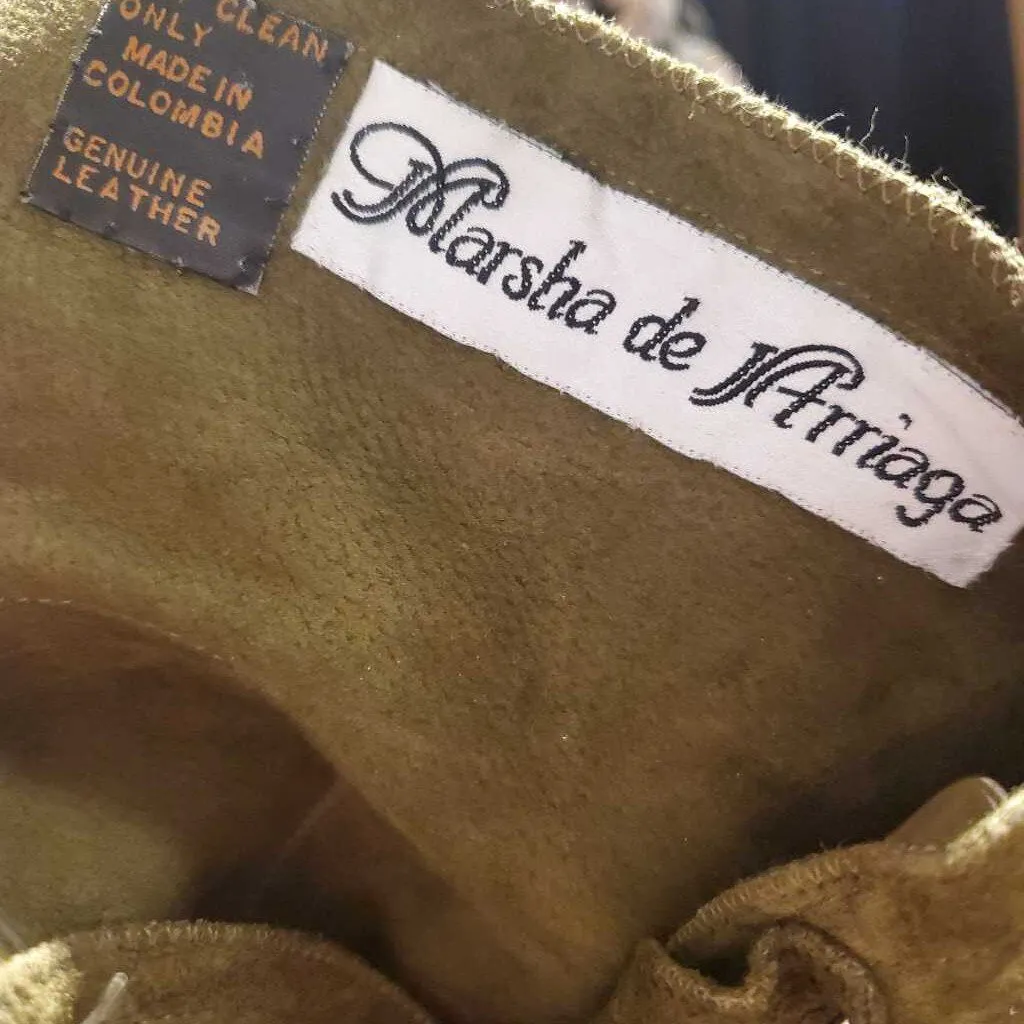 CLEAN
ONLY
MADE IN
COLOMBIA
GENUINE
LEATHER
Marsha de Arriaga